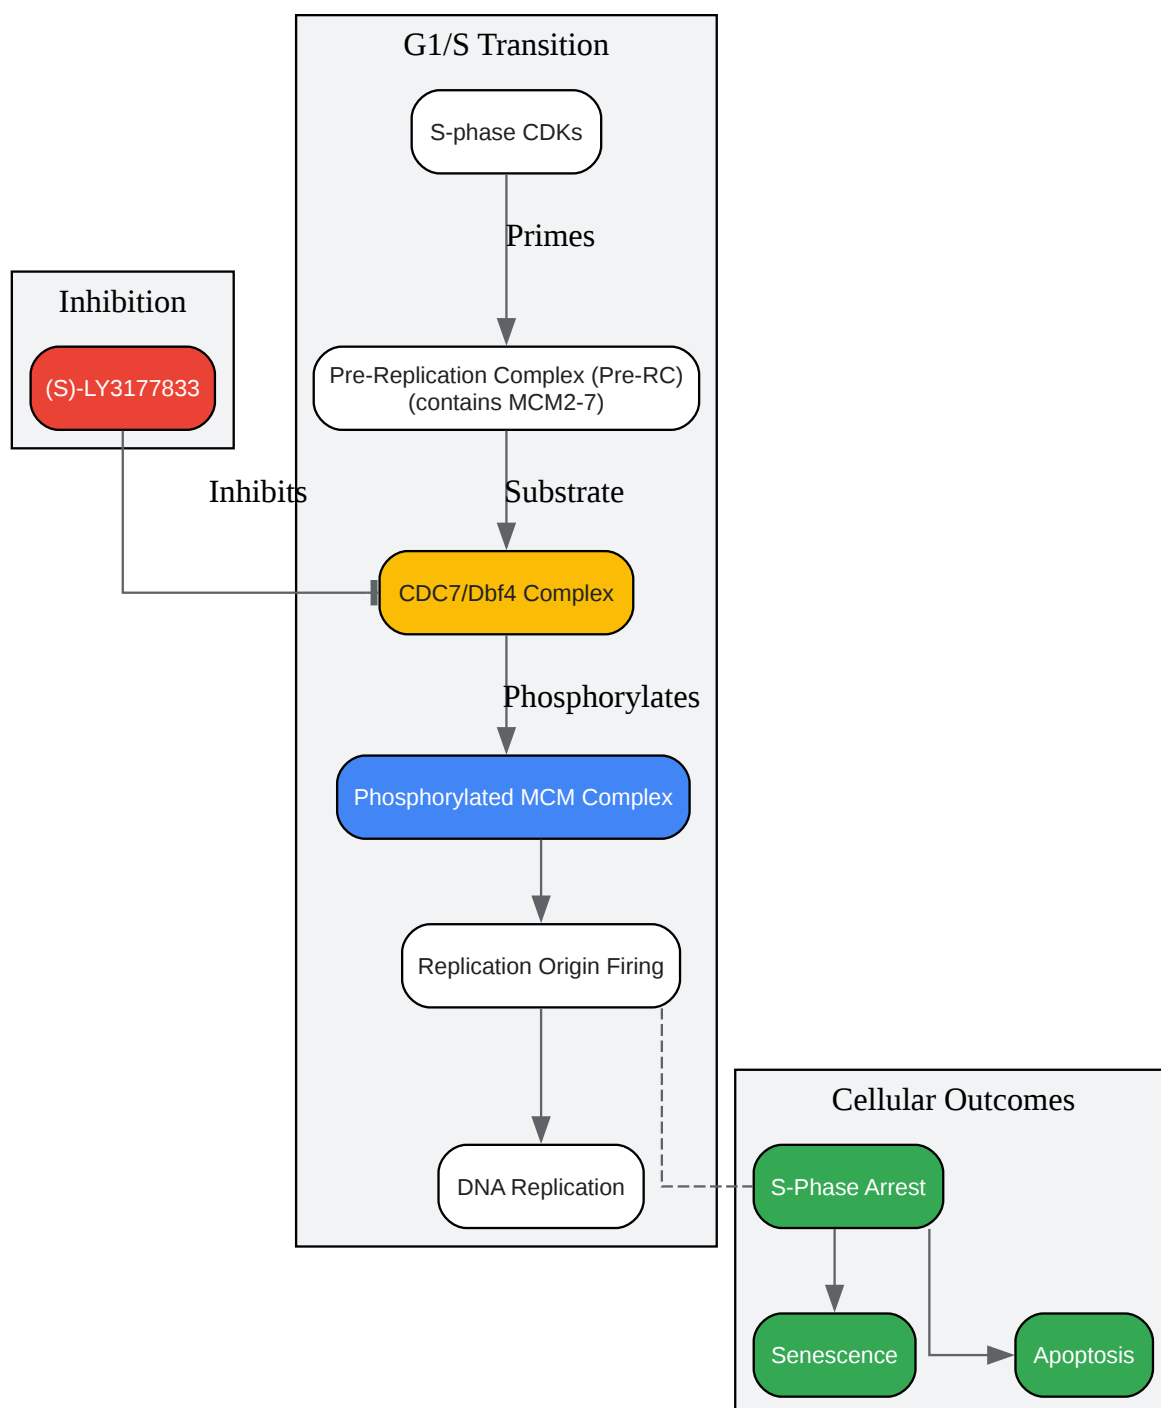 G1/S Transition
S-phase CDKs
Primes
Inhibition
(S)-LY3177833
Pre-Replication Complex (Pre-RC)
(contains MCM2-7)
Inhibits
Substrate
CDC7/Dbf4 Complex
Phosphorylates
Phosphorylated MCM Complex
Replication Origin Firing
DNA Replication
Cellular Outcomes
S-Phase Arrest
Senescence
Apoptosis